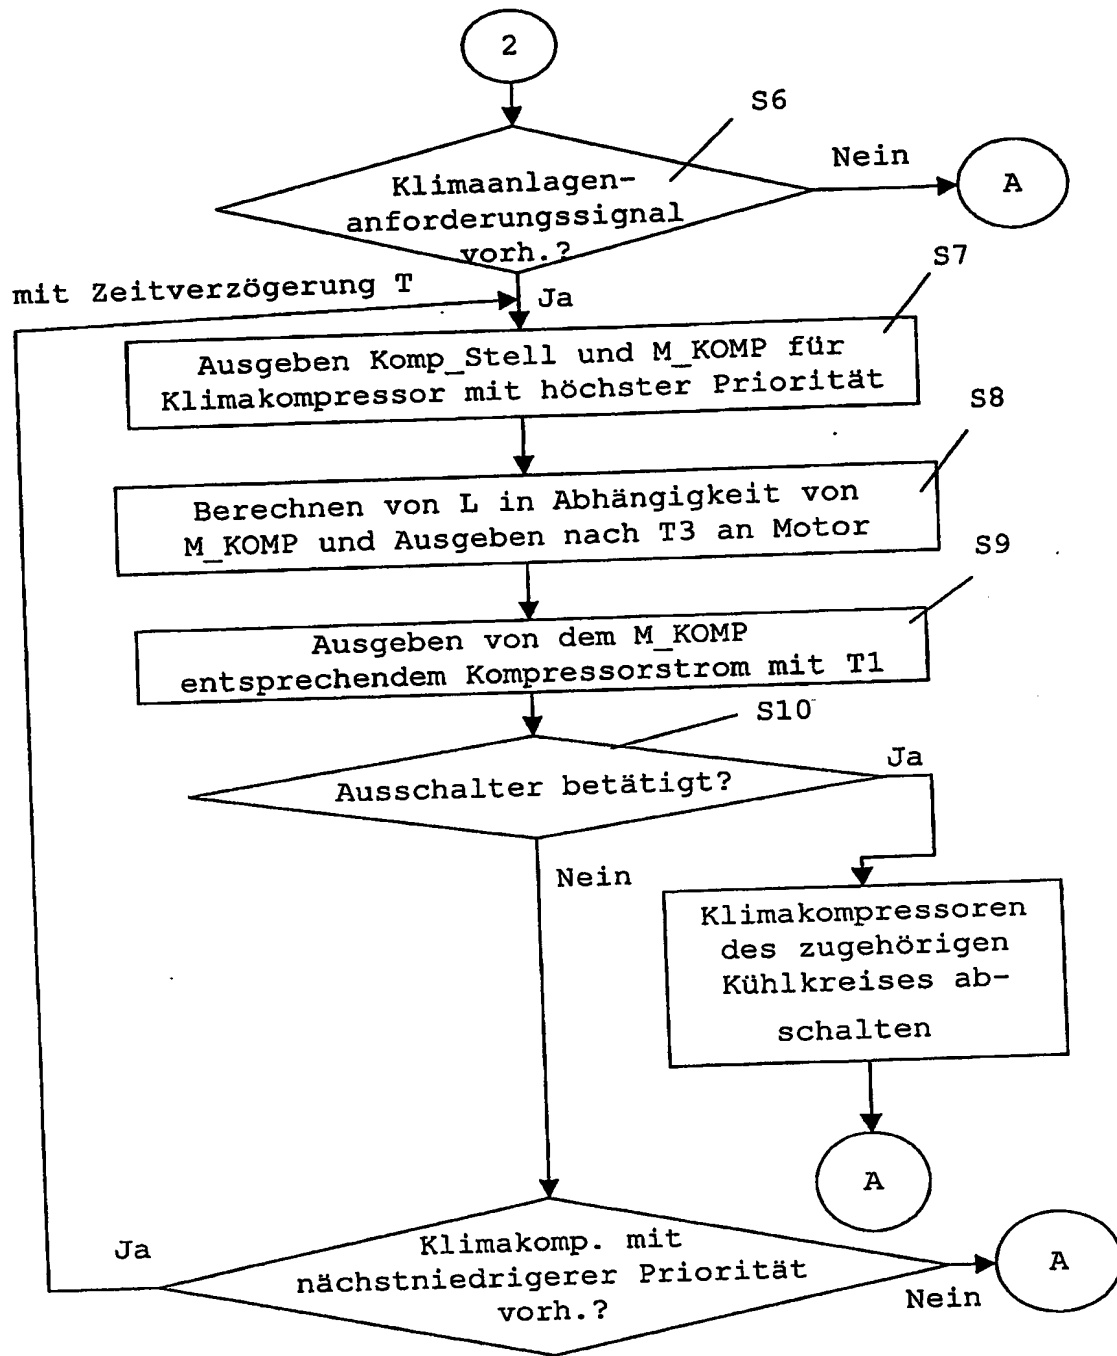 2
S6
Klimaanlagen-
anforderungssignal
vorh.?
Nein
A
mit Zeitverzögerung T
Ja
S7
Ausgeben Komp_Stell und M_KOMP für
Klimakompressor mit höchster Priorität
S8
Berechnen von L in Abhängigkeit von
M_KOMP und Ausgeben nach T3 an Motor
S9
Ausgeben von dem M_KOMP
entsprechendem Kompressorstrom mit T1
S10
Ausschalter betätigt?
Ja
Nein
Klimakompressoren
des zugehörigen
Kühlkreises ab-
schalten
A
Ja
Klimakomp. mit
nächstniedrigerer Priorität
vorh.?
Nein
A